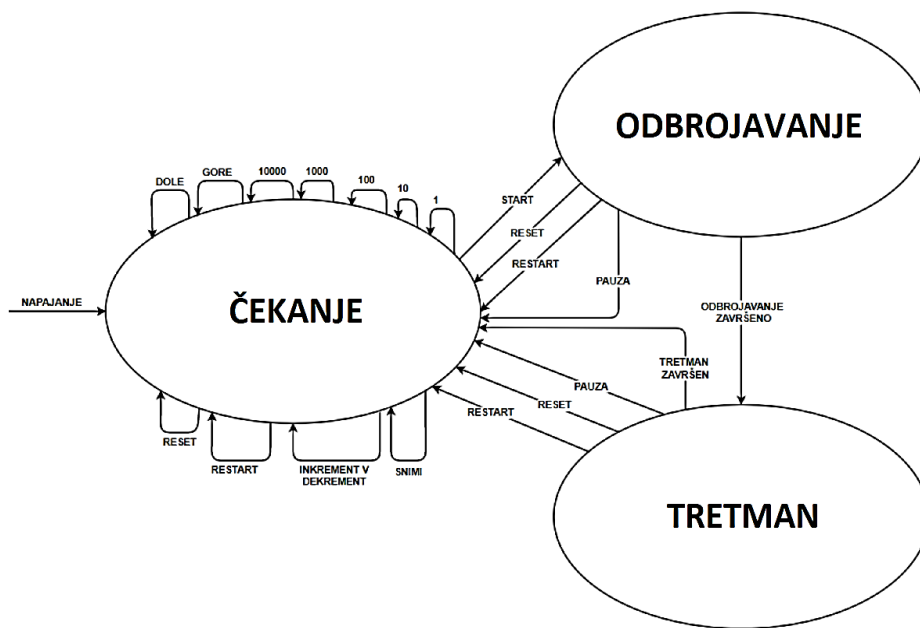 ODBROJAVANJE
DOLE
GORE
10000
1000
100
10
1
START
RESET
RESTART
PAUZA
NAPAJANJE
ČEKANJE
ODBROJAVANJE
ZAVRŠENO
TRETMAN
ZAVRŠEN
PAUZA
RESET
RESTART
RESET
RESTART
INKREMENT V
DEKREMENT
SNIMI
TRETMAN